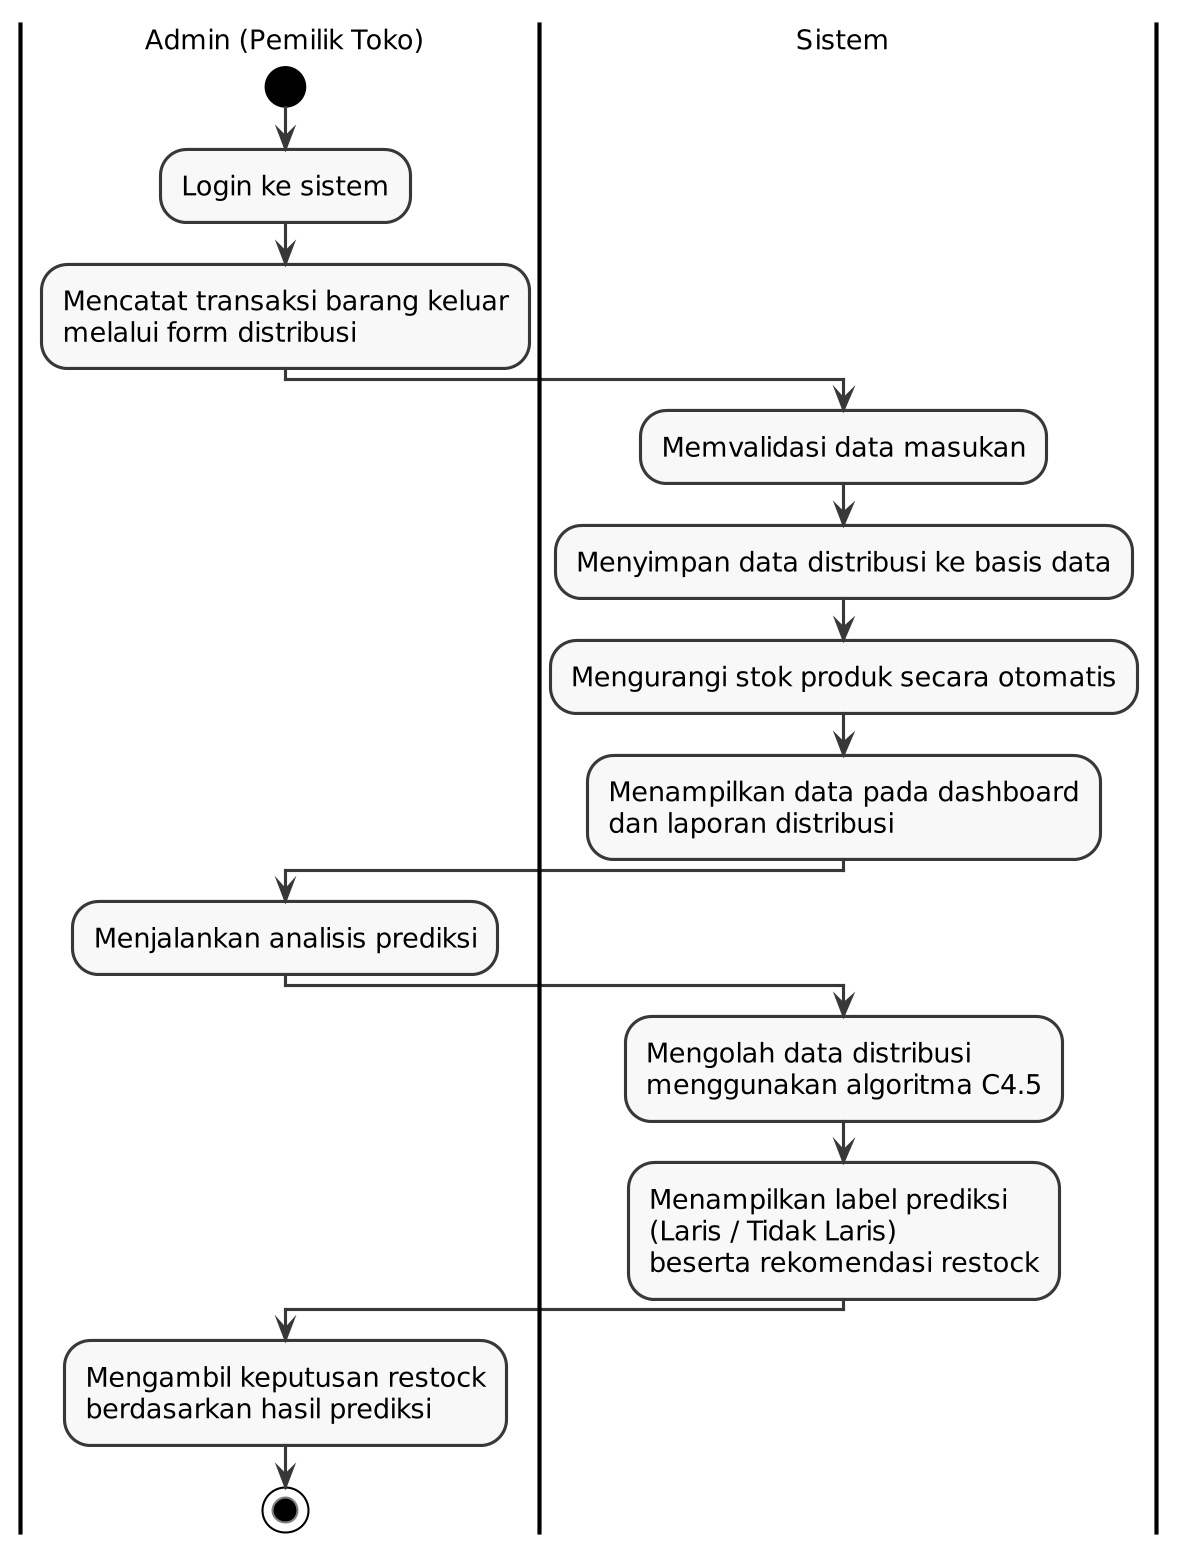 Admin (Pemilik Toko)
Sistem
Login ke sistem
Mencatat transaksi barang keluar
melalui form distribusi
Memvalidasi data masukan
Menyimpan data distribusi ke basis data
Mengurangi stok produk secara otomatis
Menampilkan data pada dashboard
dan laporan distribusi
Menjalankan analisis prediksi
Mengolah data distribusi
menggunakan algoritma C4.5
Menampilkan label prediksi
(Laris / Tidak Laris)
beserta rekomendasi restock
Mengambil keputusan restock
berdasarkan hasil prediksi